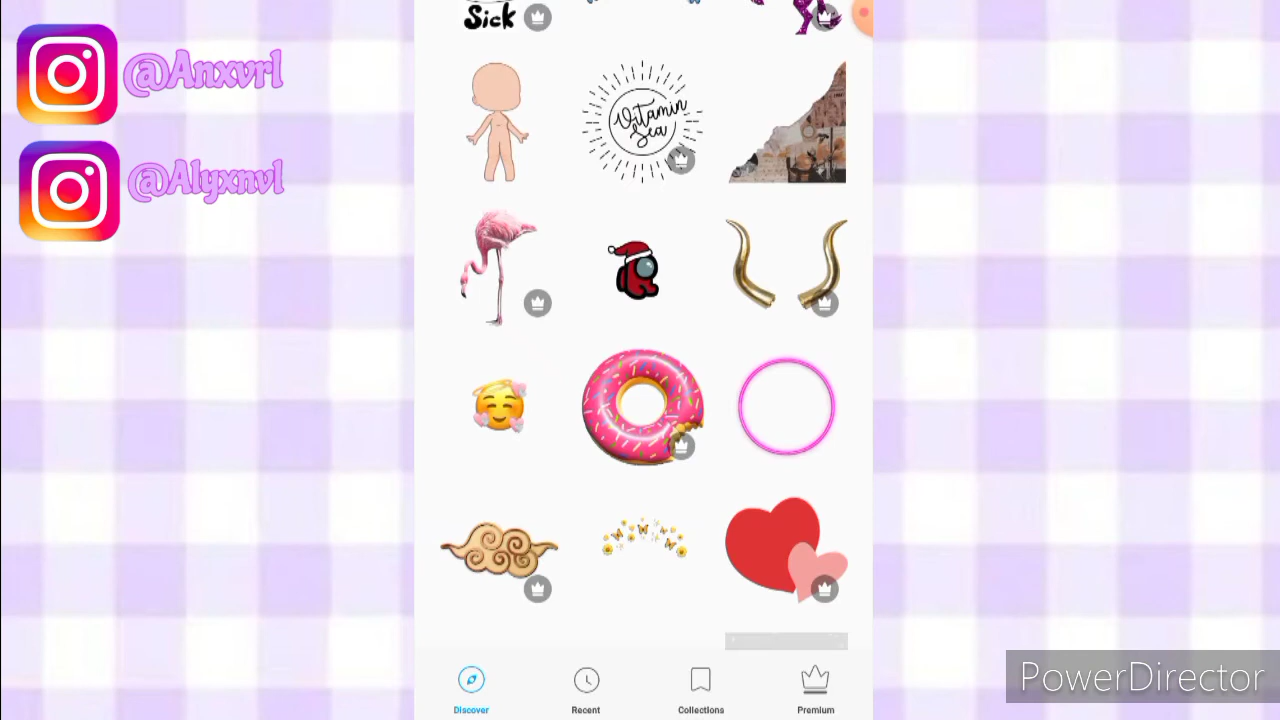 @Anxvrl
@Alyxnvl
Sick
Vitamin
Sea
Discover
Recent
Collections
Premium
PowerDirector